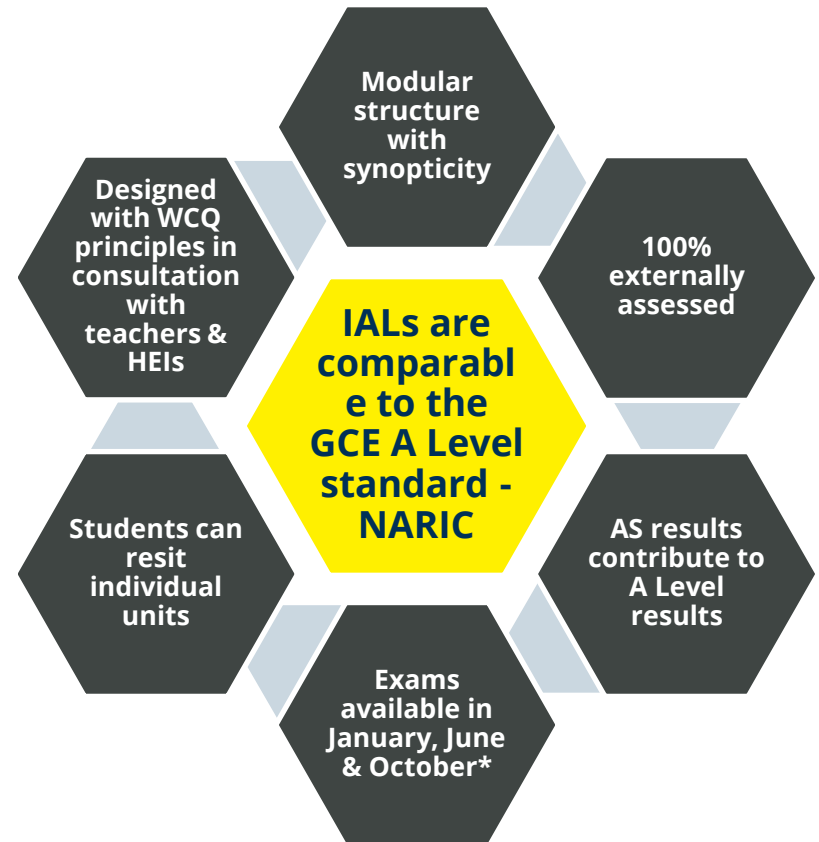 Modular
structure
with
synopticity
Designed
with WCQ
principles in
consultation
with
teachers &
HEIs
100%
externally
assessed
IALs are
comparabl
e to the
GCE A Level
standard -
NARIC
Students can
resit
individual
units
AS results
contribute to
A Level
results
Exams
available in
January, June
& October*